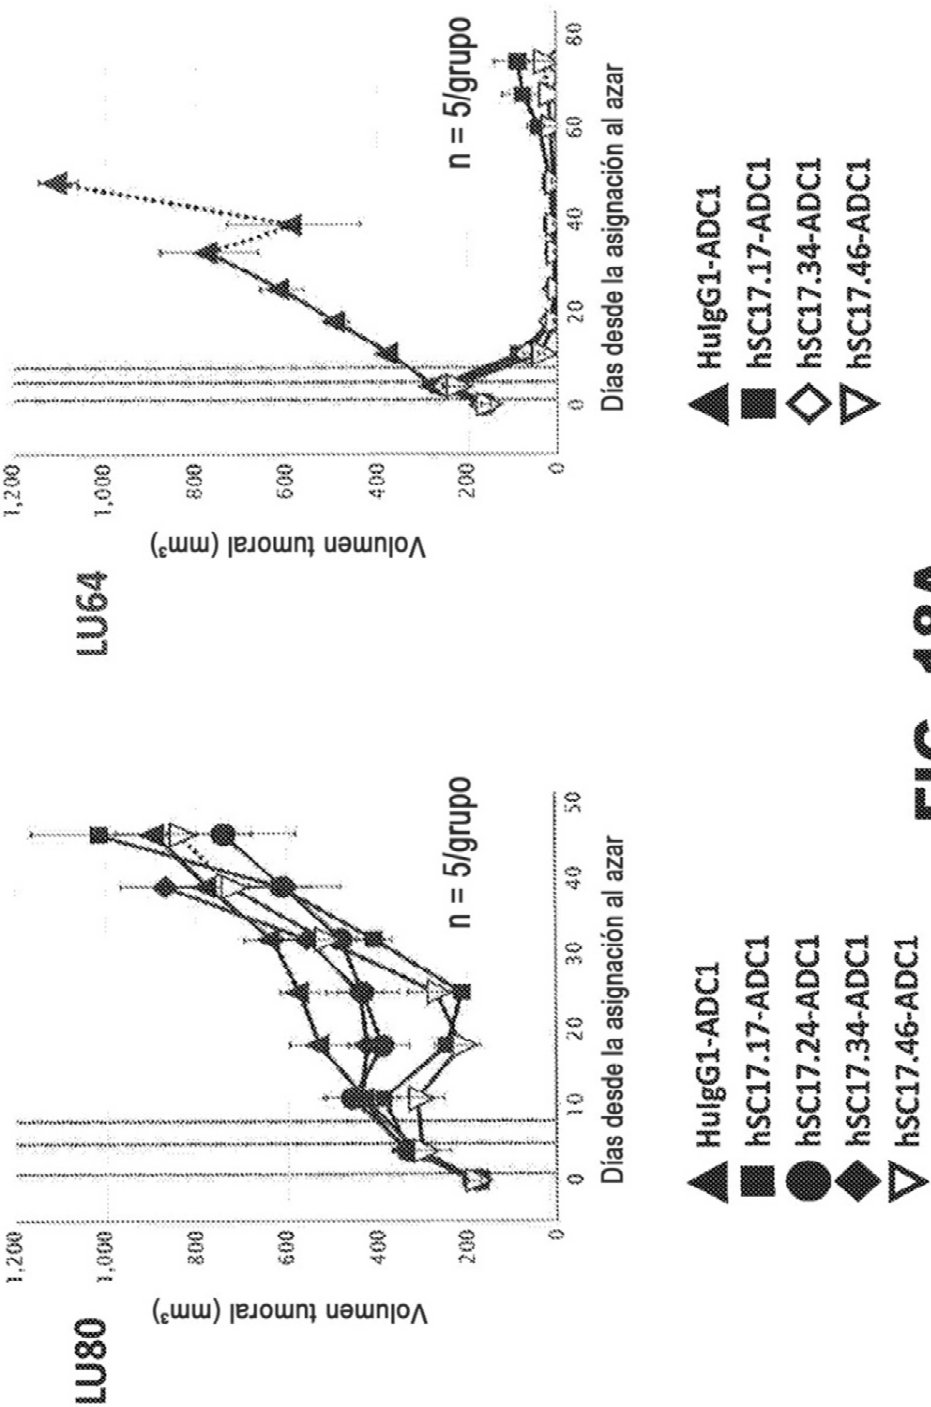 LU80
Volumen tumoral (mm³)
1,200
1,000
800
600
400
200
0
0
10
20
30
40
50
n = 5/grupo
Días desde la asignación al azar
HuIgG1-ADC1
hSC17.17-ADC1
hSC17.24-ADC1
hSC17.34-ADC1
hSC17.46-ADC1
LU64
Volumen tumoral (mm³)
1,200
1,000
800
600
400
200
0
0
20
40
60
80
n = 5/grupo
Días desde la asignación al azar
HuIgG1-ADC1
hSC17.17-ADC1
hSC17.34-ADC1
hSC17.46-ADC1
FIG. 18A